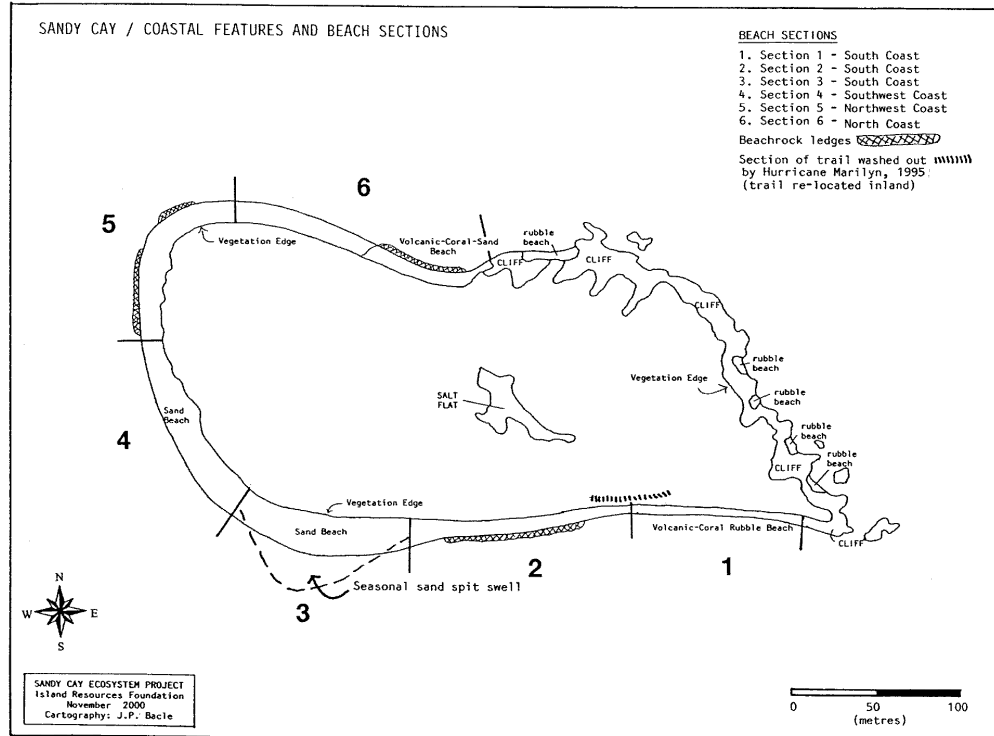 SANDY CAY / COASTAL FEATURES AND BEACH SECTIONS
BEACH SECTIONS
1. Section 1 - South Coast
2. Section 2 - South Coast
3. Section 3 - South Coast
4. Section 4 - Southwest Coast
5. Section 5 - Northwest Coast
6. Section 6 - North Coast
Beachrock ledges
Section of trail washed out
by Hurricane Marilyn, 1995
(trail re-located inland)
6
5
Vegetation Edge
Volcanic-Coral-Sand
Beach
rubble
beach
CLIFF
CLIFF
CLIFF
rubble
beach
Vegetation Edge
rubble
beach
SALT
FLAT
Sand
Beach
4
rubble
beach
rubble
beach
CLIFF
Vegetation Edge
Sand Beach
Volcanic-Coral Rubble Beach
CLIFF
2
1
Seasonal sand spit swell
3
N
W
E
S
SANDY CAY ECOSYSTEM PROJECT
Island Resources Foundation
November 2000
Cartography: J.P. Bacle
0 50 100
(metres)